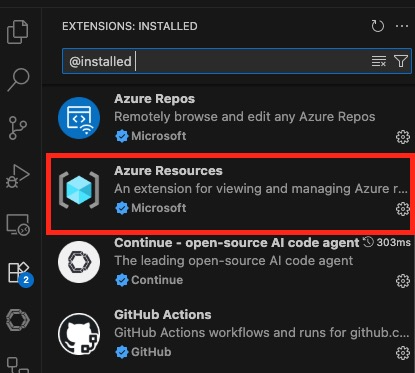 EXTENSIONS: INSTALLED
@installed
Azure Repos
Remotely browse and edit any Azure Repos
Microsoft
Azure Resources
An extension for viewing and managing Azure r...
Microsoft
Continue - open-source AI code agent 303ms
The leading open-source AI code agent
Continue
2
GitHub Actions
GitHub Actions workflows and runs for github.c...
GitHub